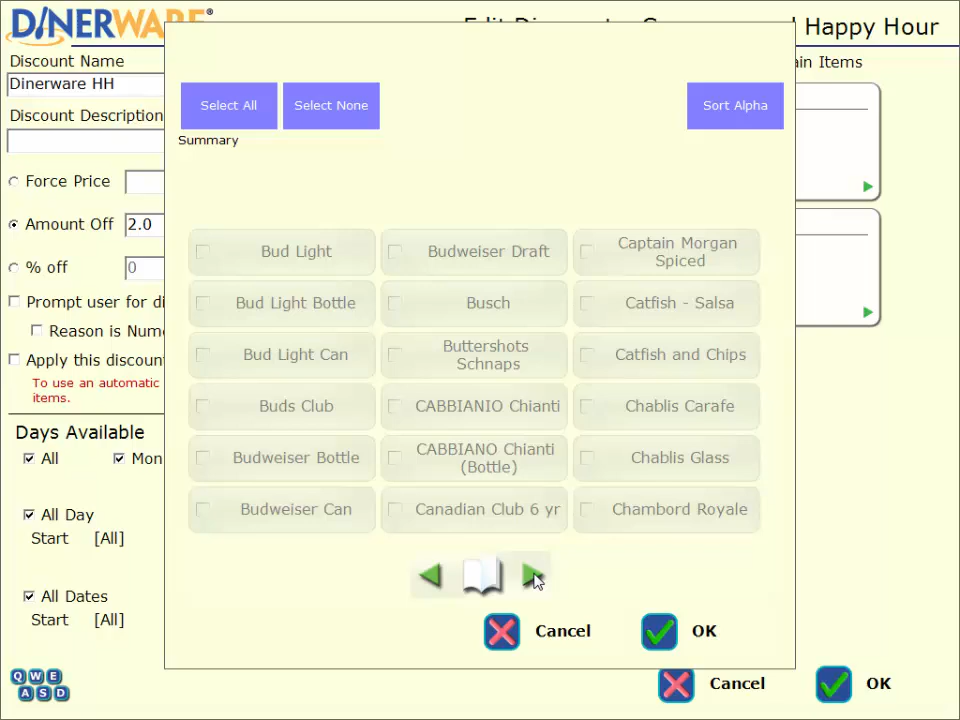 DINERWARE®
Happy Hour
Discount Name
ain Items
Dinerware HH
Select All
Select None
Sort Alpha
Discount Description
Summary
Force Price
Amount Off
2.0
% off
0
Prompt user for di
Reason is Nume
Apply this discoun
To use an automatic
items.
Days Available
All
Mon
All Day
Start
[All]
All Dates
Start
[All]
Bud Light
Budweiser Draft
Captain Morgan
Spiced
Bud Light Bottle
Busch
Catfish - Salsa
Bud Light Can
Buttershots
Schnaps
Catfish and Chips
Buds Club
CABBIANIO Chianti
Chablis Carafe
Budweiser Bottle
CABBIANO Chianti
(Bottle)
Chablis Glass
Budweiser Can
Canadian Club 6 yr
Chambord Royale
Cancel
OK
Q W E
A S D
Cancel
OK